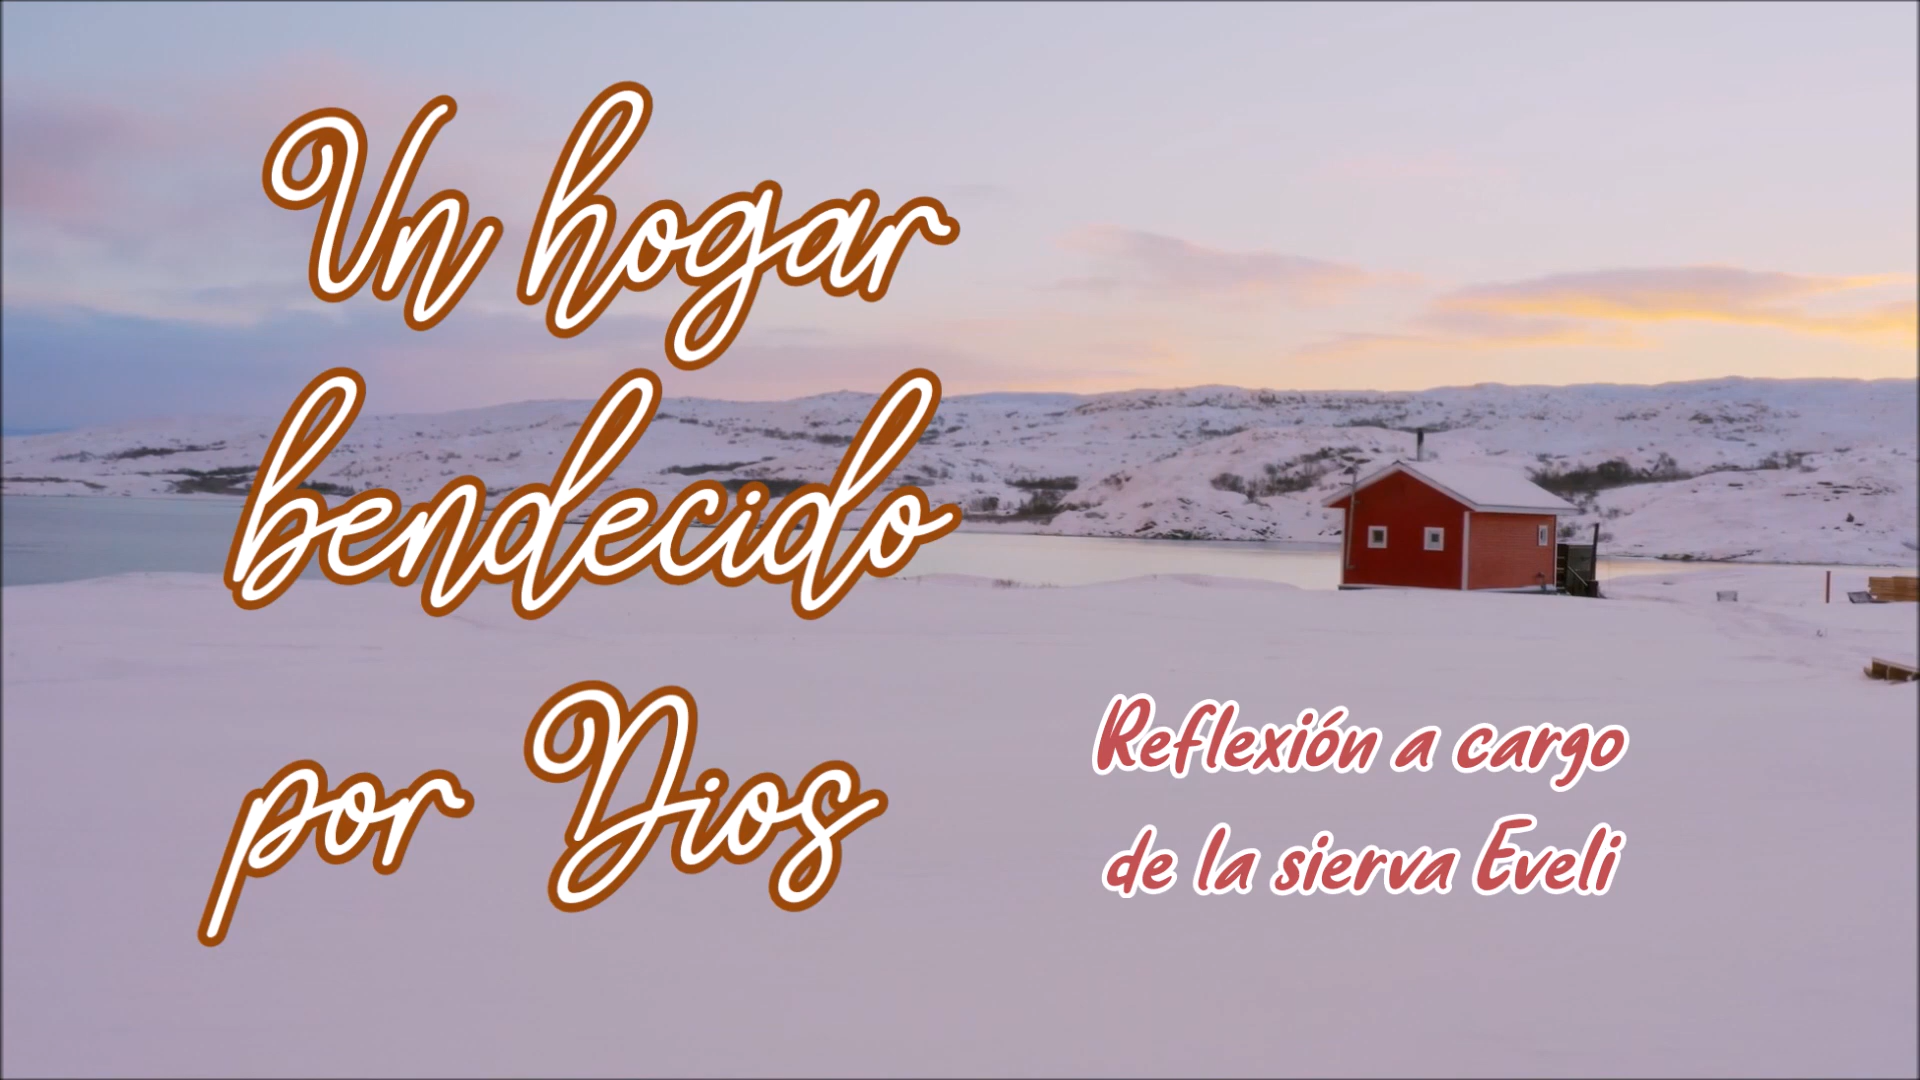 Un hogar
bendecido
por Dios
Reflexión a cargo
de la sierva Eveli